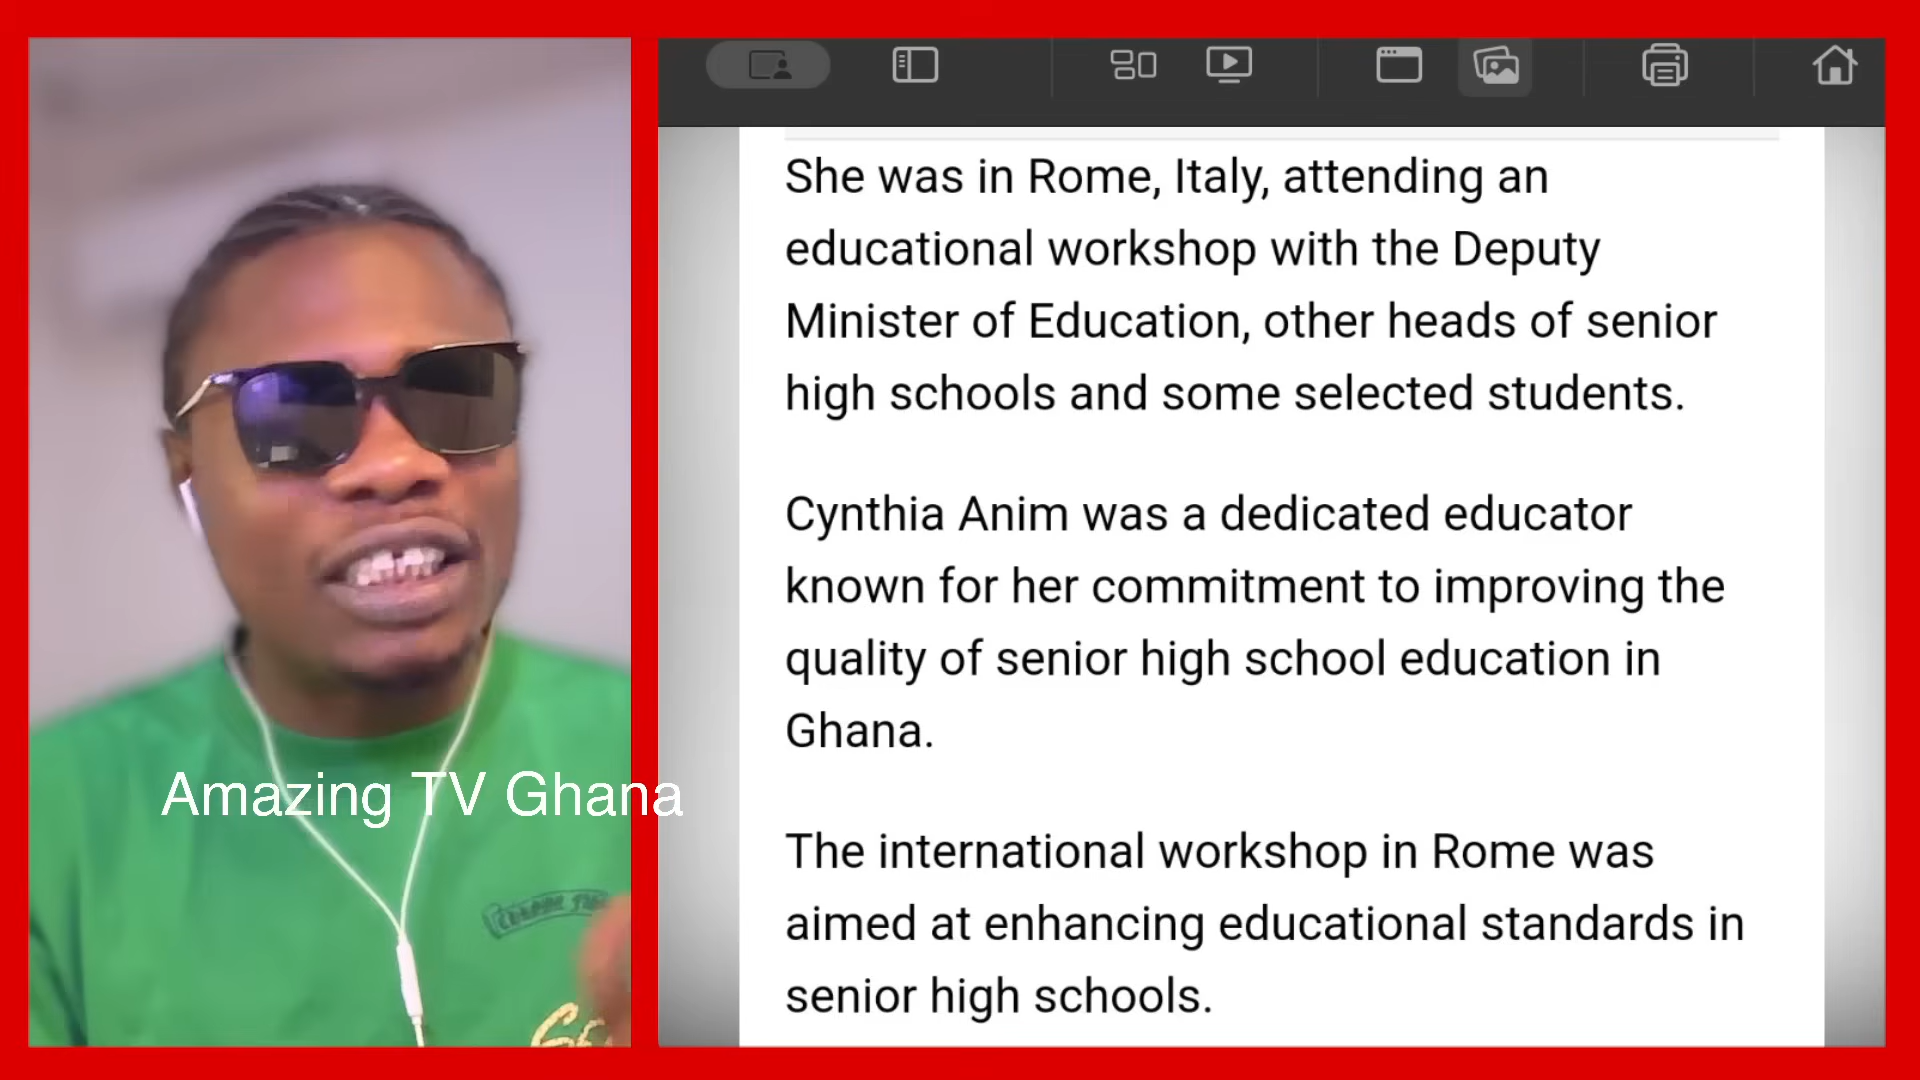 She was in Rome, Italy, attending an
educational workshop with the Deputy
Minister of Education, other heads of senior
high schools and some selected students.
Cynthia Anim was a dedicated educator
known for her commitment to improving the
quality of senior high school education in
Ghana.
The international workshop in Rome was
aimed at enhancing educational standards in
senior high schools.
Amazing TV Ghana